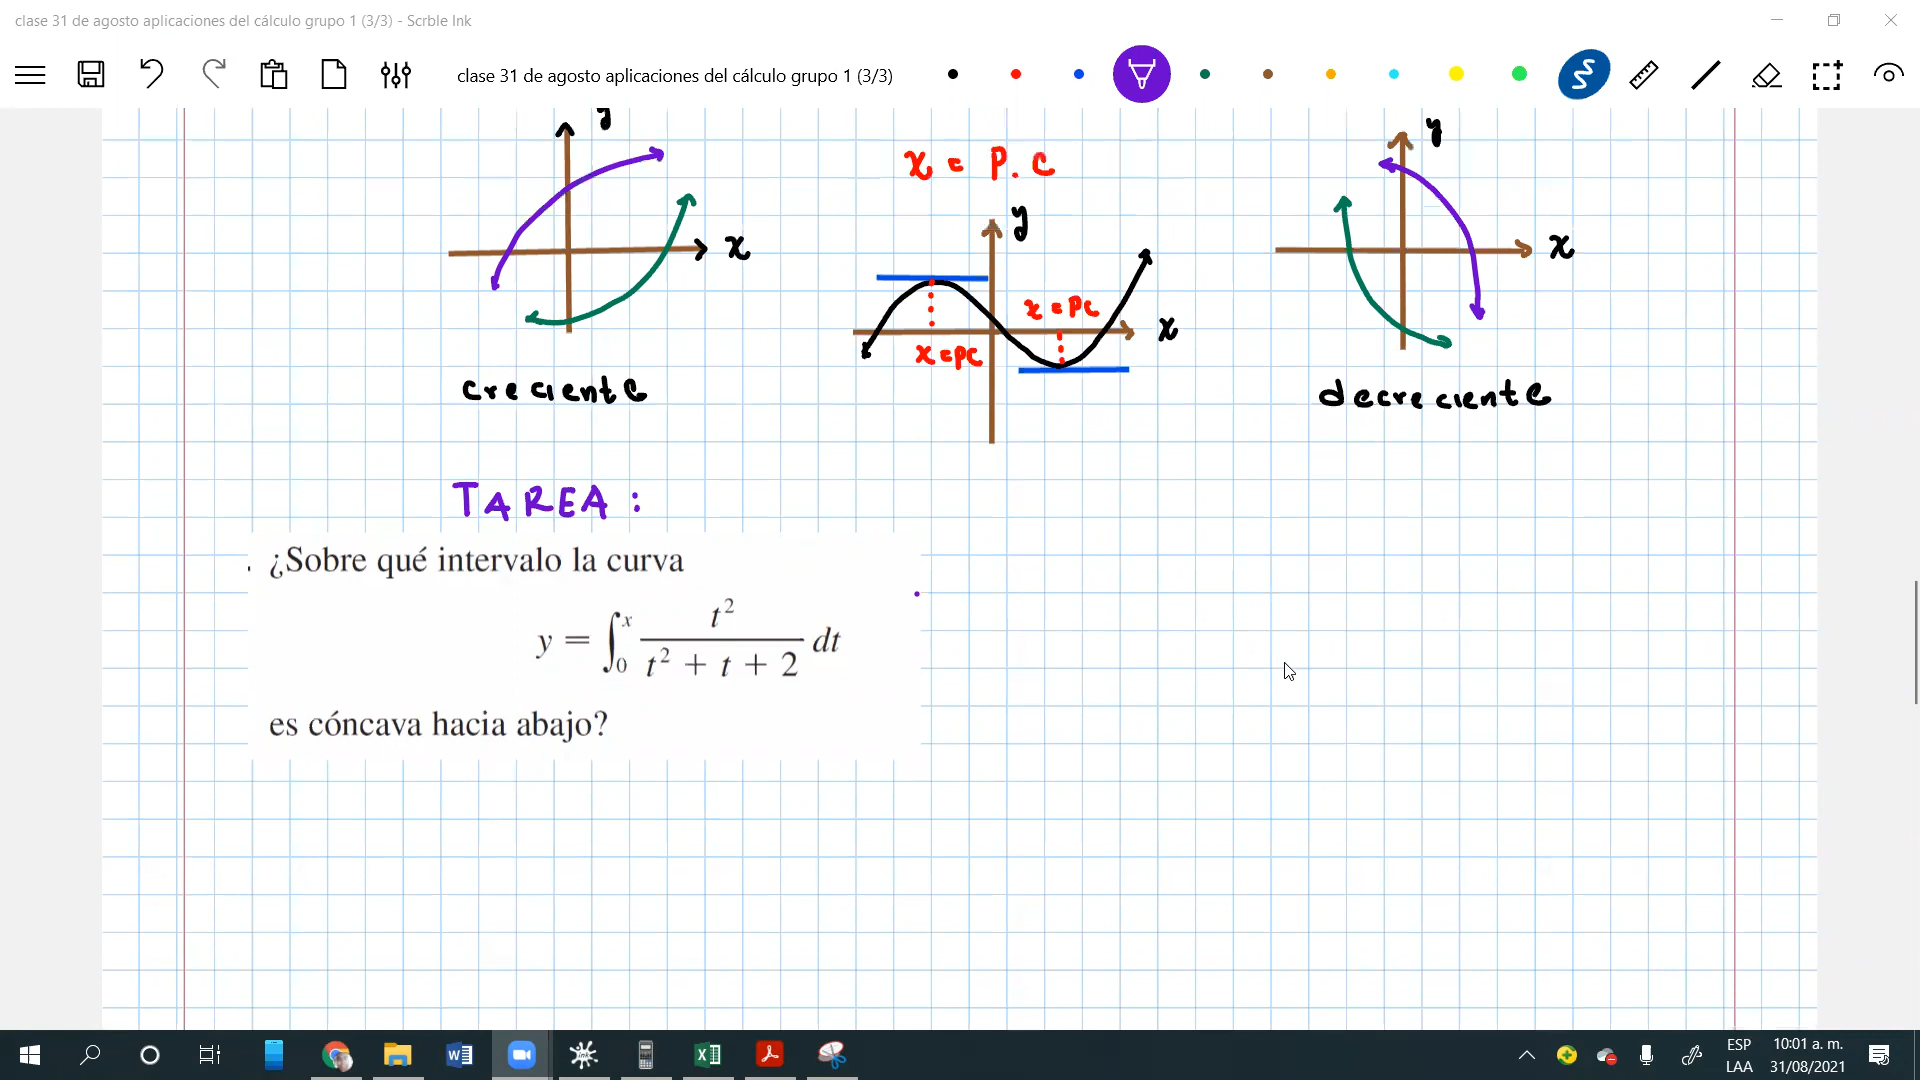 clase 31 de agosto aplicaciones del cálculo grupo 1 (3/3) - Scrble Ink
clase 31 de agosto aplicaciones del cálculo grupo 1 (3/3)
y
x
creciente
x = P.C
y
x = PC
x
x = PC
y
x
decreciente
TAREA:
¿Sobre qué intervalo la curva
y = ∫₀ˣ t² / (t² + t + 2) dt
es cóncava hacia abajo?
ESP
LAA
10:01 a. m.
31/08/2021